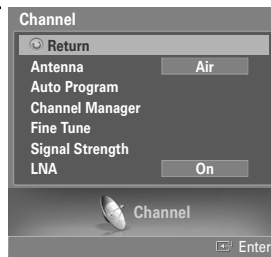 Channel
Return
Antenna Air
Auto Program
Channel Manager
Fine Tune
Signal Strength
LNA On
Channel
Enter